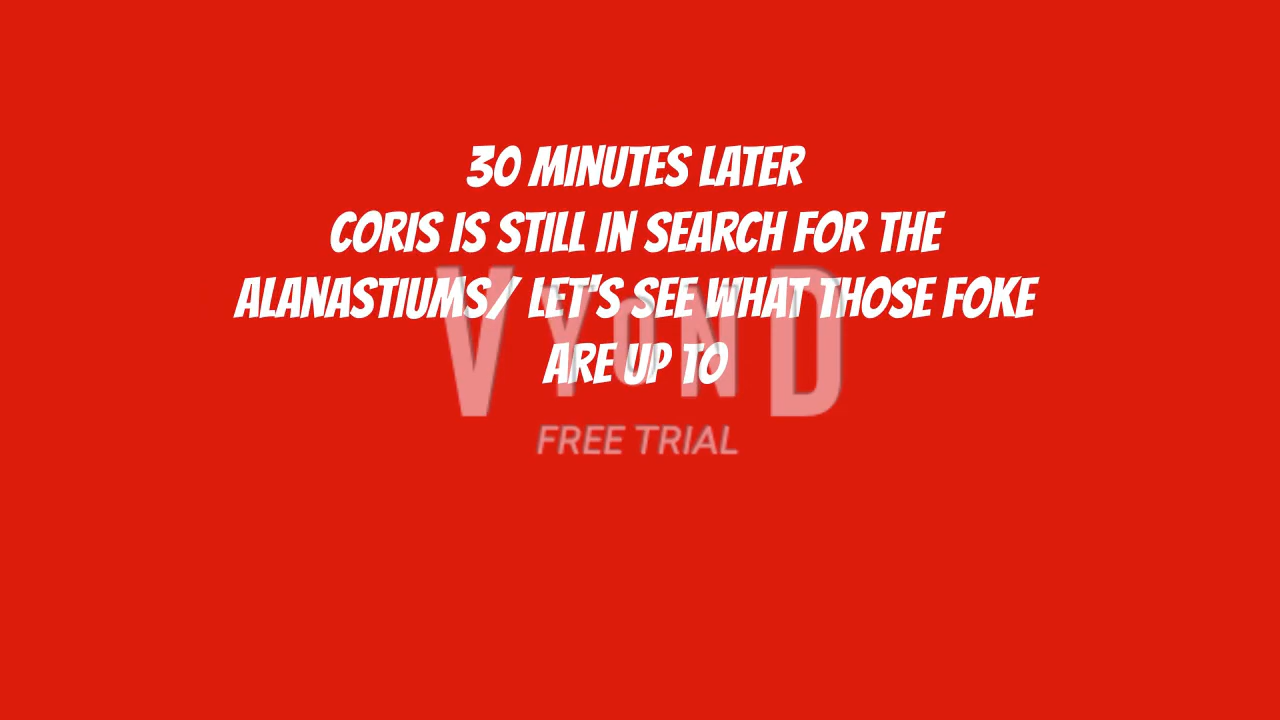 30 MINUTES LATER
CORIS IS STILL IN SEARCH FOR THE
ALANASTIUMS/ LET'S SEE WHAT THOSE FOKE
ARE UP TO
VYOND
FREE TRIAL